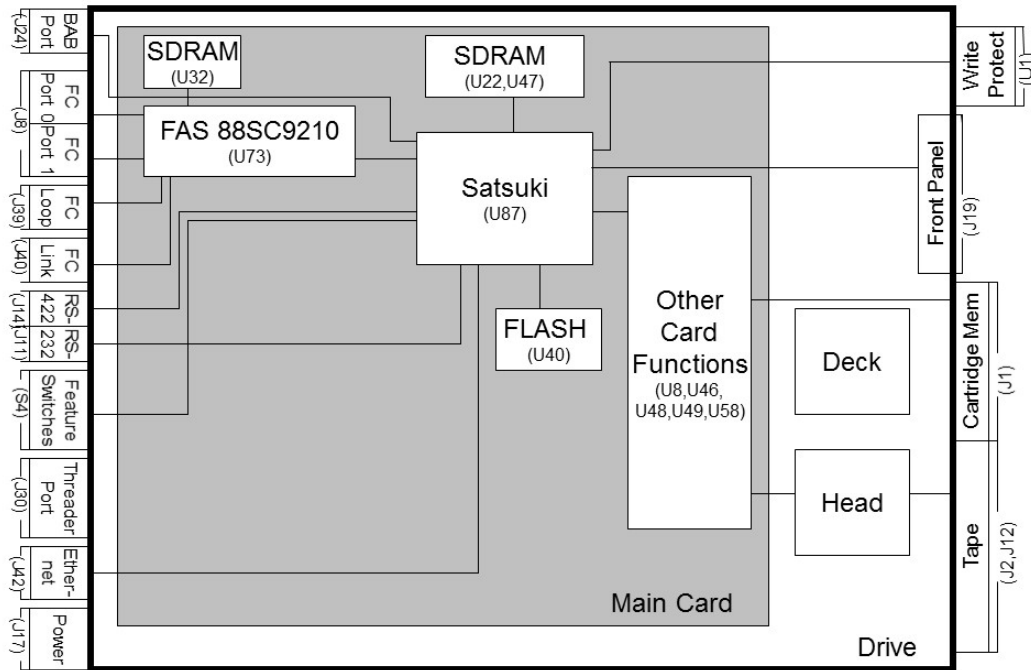 BAB
Port
(J24)
FC
Port 0
FC
Port 1
(J8)
FC
Loop
(J39)
FC
Link
(J40)
RS-
422
(J14)
RS-
232
(J11)
Feature
Switches
(S4)
Threader
Port
(J30)
Ether-
net
(J42)
Power
(J17)
SDRAM
(U32)
SDRAM
(U22,U47)
FAS 88SC9210
(U73)
Satsuki
(U87)
FLASH
(U40)
Other
Card
Functions
(U8,U46,
U48,U49,U58)
Deck
Head
Main Card
Drive
Write
Protect
(U1)
Front Panel
(J19)
Cartridge Mem
(J1)
Tape
(J2,J12)